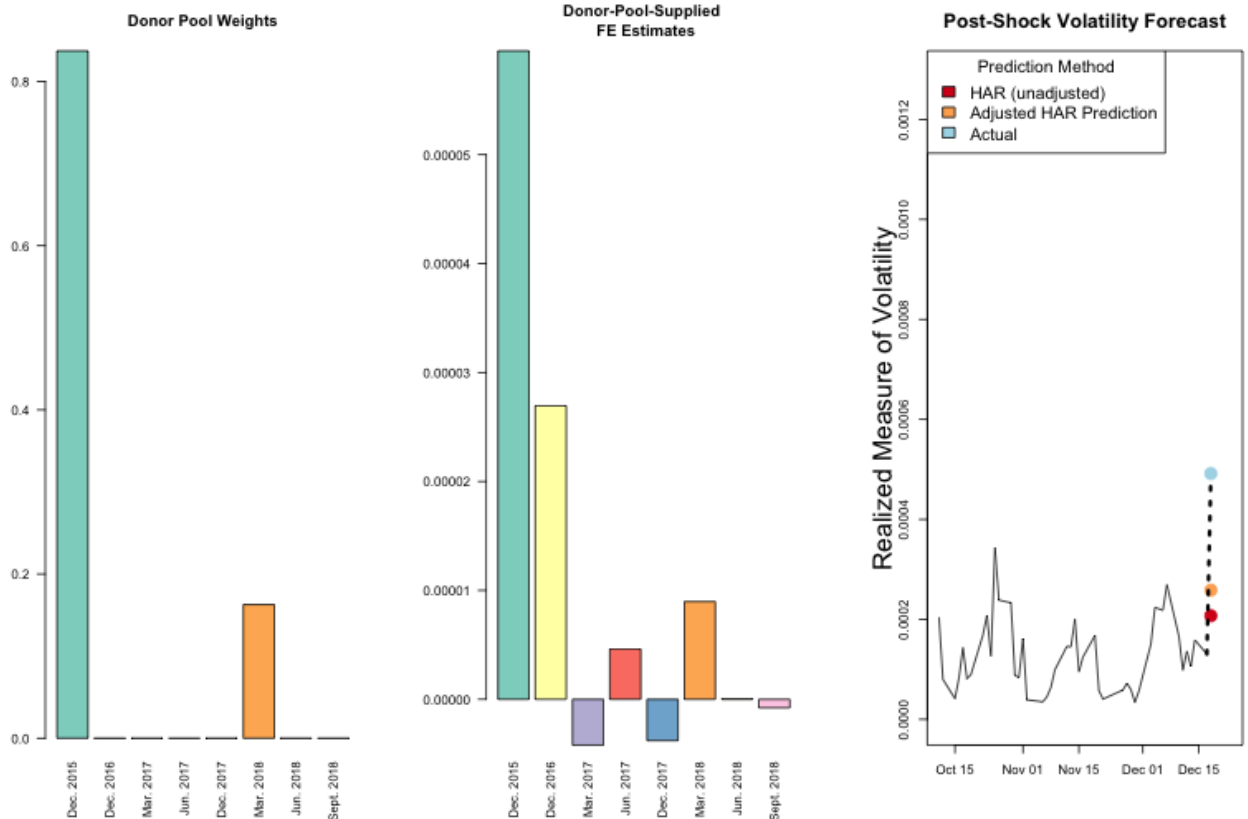 Donor Pool Weights
0.8
0.6
0.4
0.2
0.0
Dec. 2015
Dec. 2016
Mar. 2017
Jun. 2017
Dec. 2017
Mar. 2018
Jun. 2018
Sept. 2018
Donor-Pool-Supplied
FE Estimates
0.00005
0.00004
0.00003
0.00002
0.00001
0.00000
Dec. 2015
Dec. 2016
Mar. 2017
Jun. 2017
Dec. 2017
Mar. 2018
Jun. 2018
Sept. 2018
Post-Shock Volatility Forecast
Prediction Method
HAR (unadjusted)
Adjusted HAR Prediction
Actual
Realized Measure of Volatility
0.0012
0.0010
0.0008
0.0006
0.0004
0.0002
0.0000
Oct 15
Nov 01
Nov 15
Dec 01
Dec 15